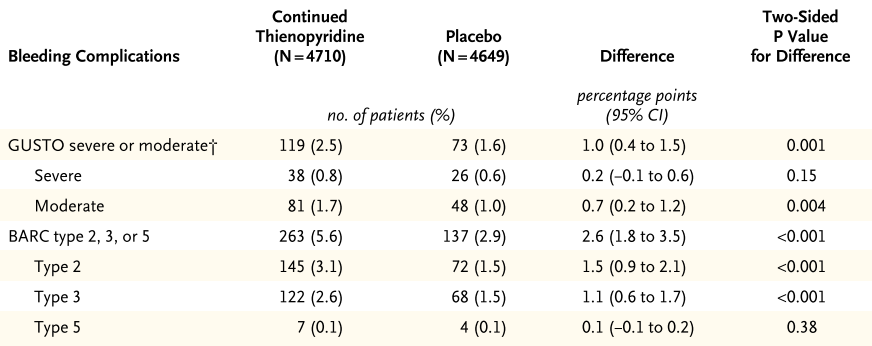 Bleeding Complications Continued Thienopyridine (N=4710) Placebo (N=4649) Difference Two-Sided P Value for Difference
no. of patients (%) percentage points (95% CI)
GUSTO severe or moderate† 119 (2.5) 73 (1.6) 1.0 (0.4 to 1.5) 0.001
Severe 38 (0.8) 26 (0.6) 0.2 (–0.1 to 0.6) 0.15
Moderate 81 (1.7) 48 (1.0) 0.7 (0.2 to 1.2) 0.004
BARC type 2, 3, or 5 263 (5.6) 137 (2.9) 2.6 (1.8 to 3.5) <0.001
Type 2 145 (3.1) 72 (1.5) 1.5 (0.9 to 2.1) <0.001
Type 3 122 (2.6) 68 (1.5) 1.1 (0.6 to 1.7) <0.001
Type 5 7 (0.1) 4 (0.1) 0.1 (–0.1 to 0.2) 0.38